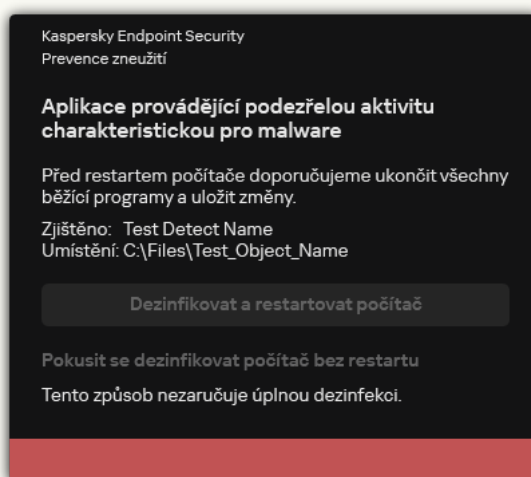 Kaspersky Endpoint Security
Prevence zneužití
Aplikace provádějící podezřelou aktivitu
charakteristickou pro malware
Před restartem počítače doporučujeme ukončit všechny
běžící programy a uložit změny.
Zjištěno: Test Detect Name
Umístění: C:\Files\Test_Object_Name
Dezinfikovat a restartovat počítač
Pokusit se dezinfikovat počítač bez restartu
Tento způsob nezaručuje úplnou dezinfekci.